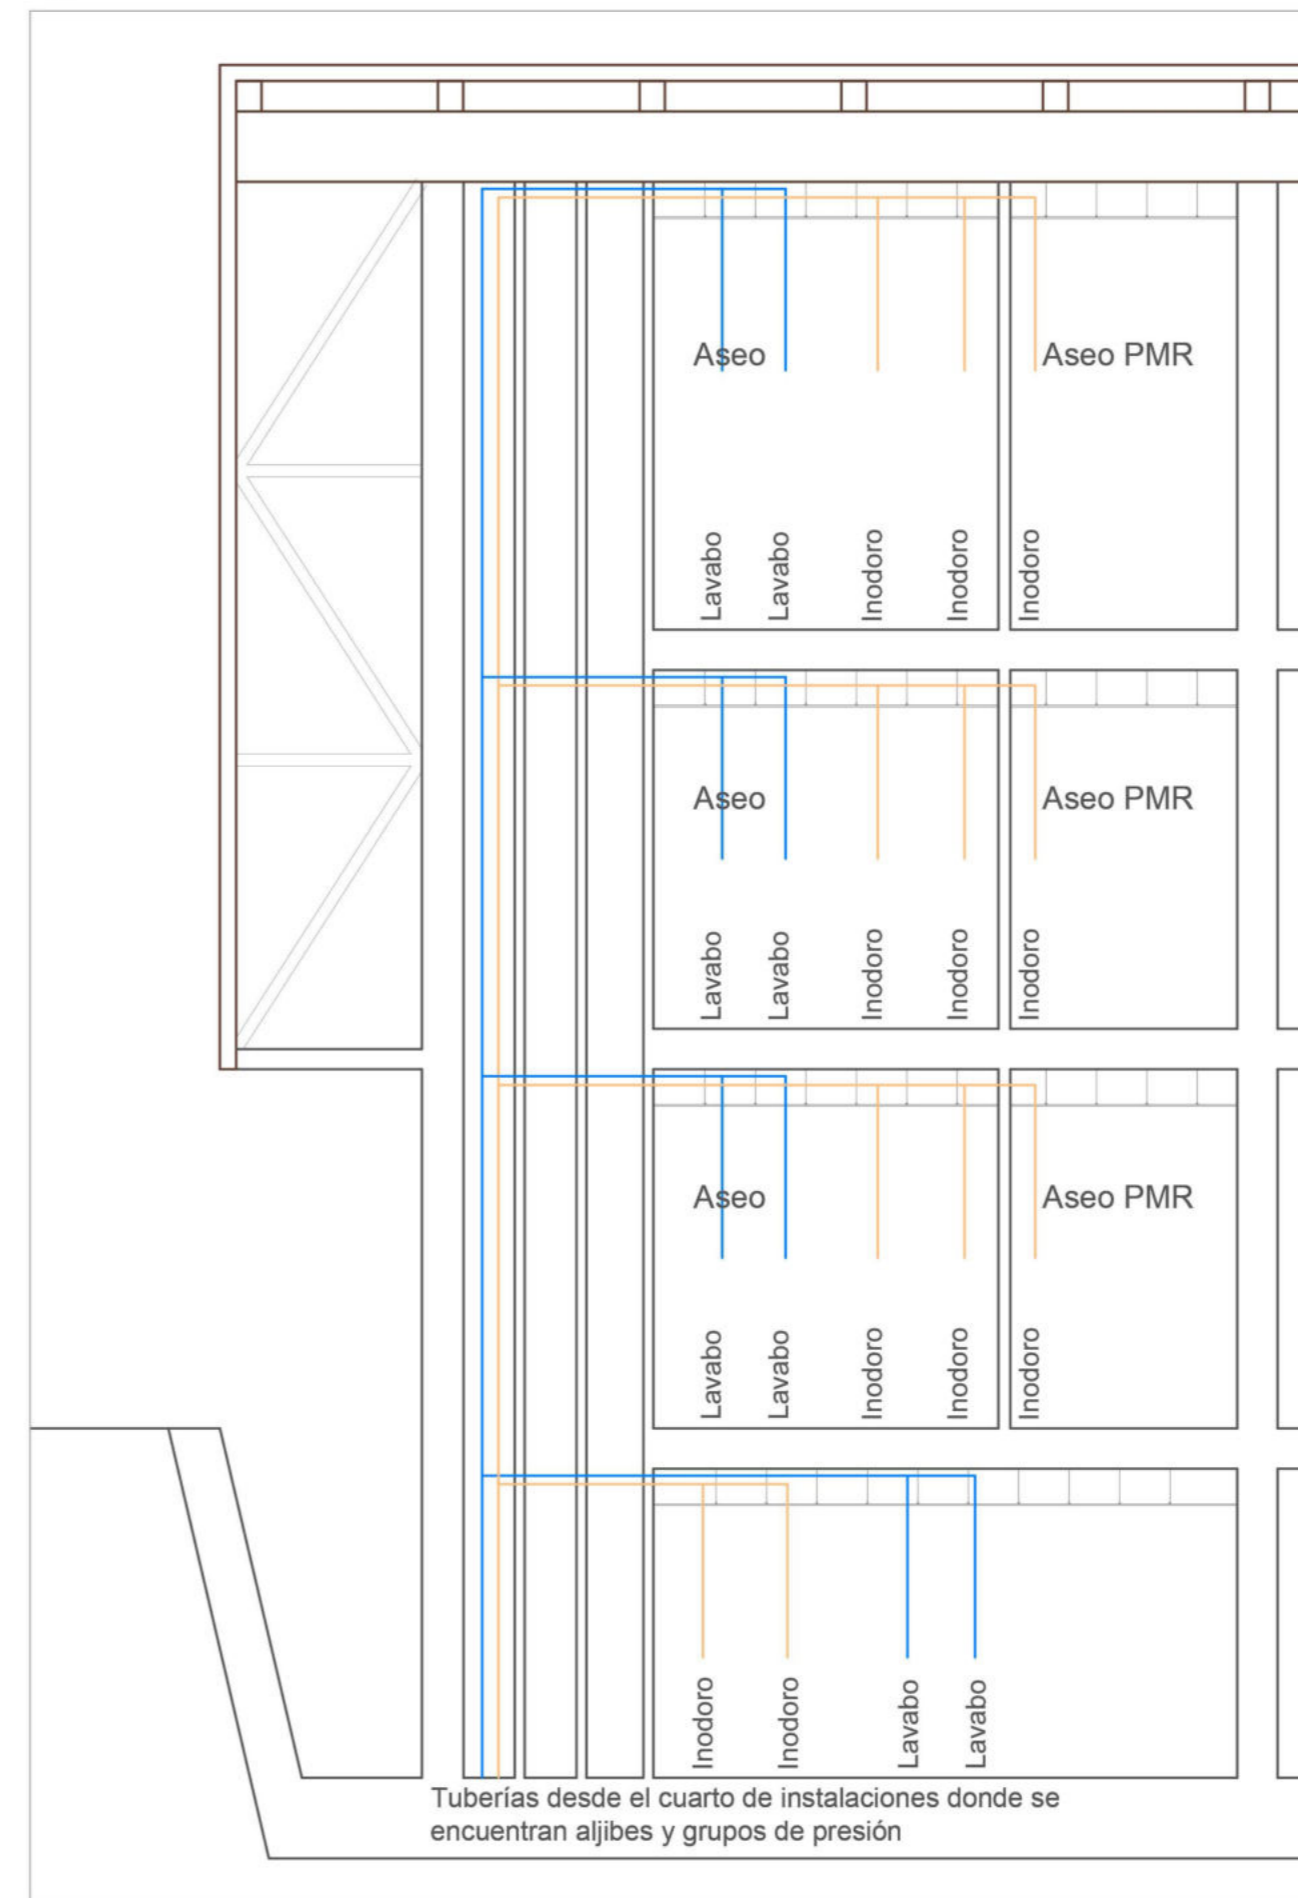 Aseo
Aseo PMR
Lavabo
Lavabo
Inodoro
Inodoro
Inodoro
Aseo
Aseo PMR
Lavabo
Lavabo
Inodoro
Inodoro
Inodoro
Aseo
Aseo PMR
Lavabo
Lavabo
Inodoro
Inodoro
Inodoro
Inodoro
Inodoro
Lavabo
Lavabo
Tuberías desde el cuarto de instalaciones donde se
encuentran aljibes y grupos de presión